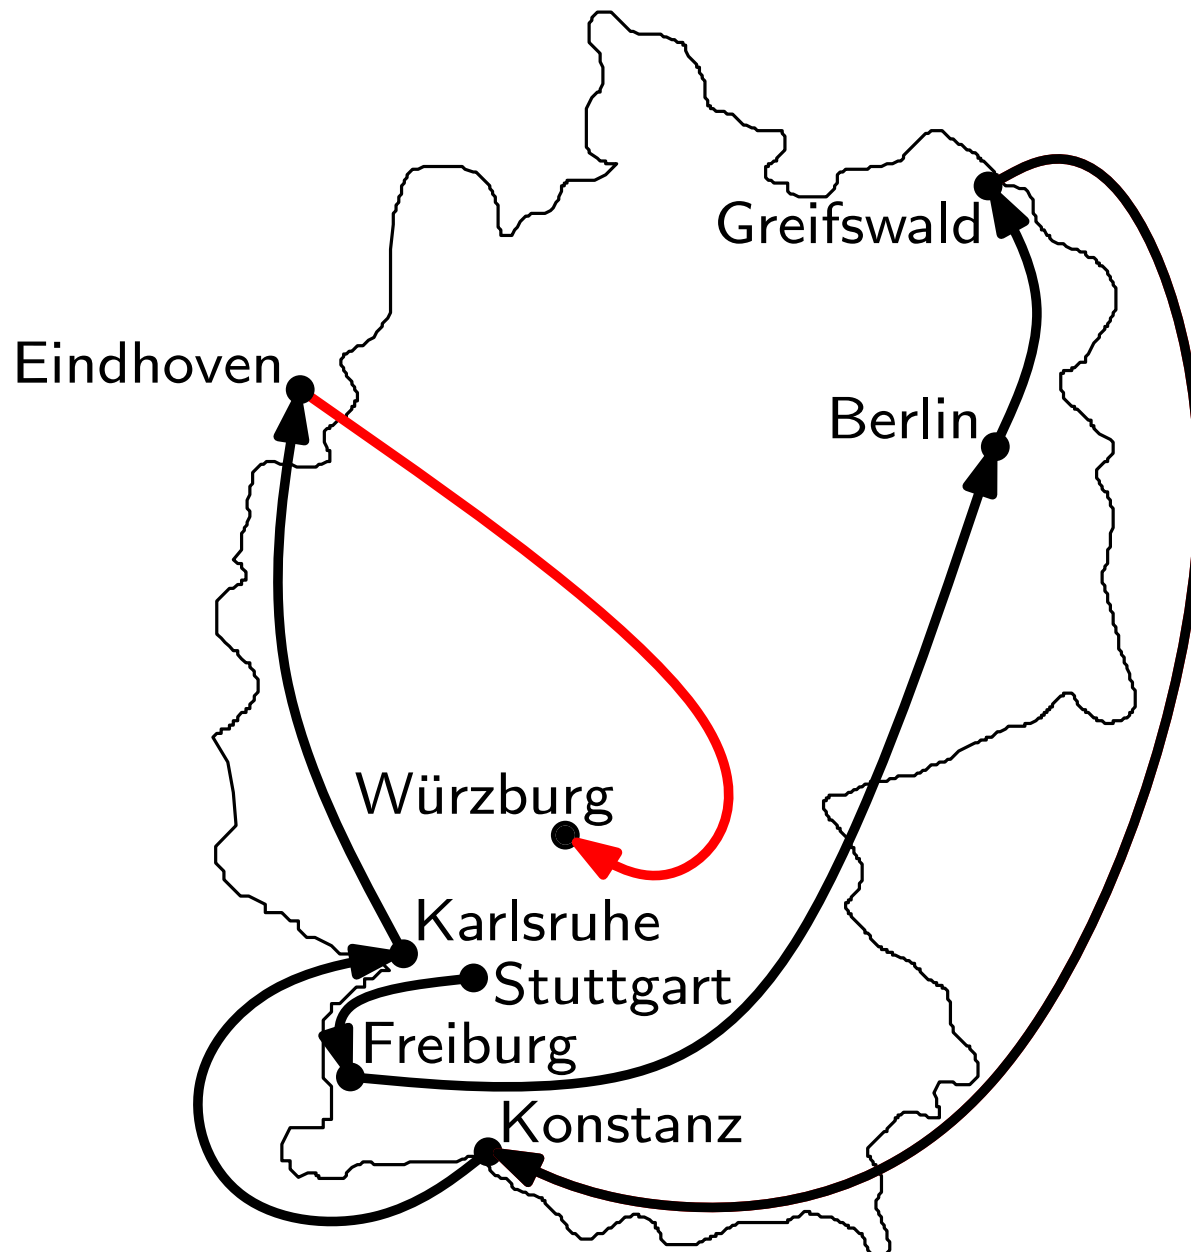 Greifswald
Eindhoven
Berlin
Würzburg
Karlsruhe
Stuttgart
Freiburg
Konstanz